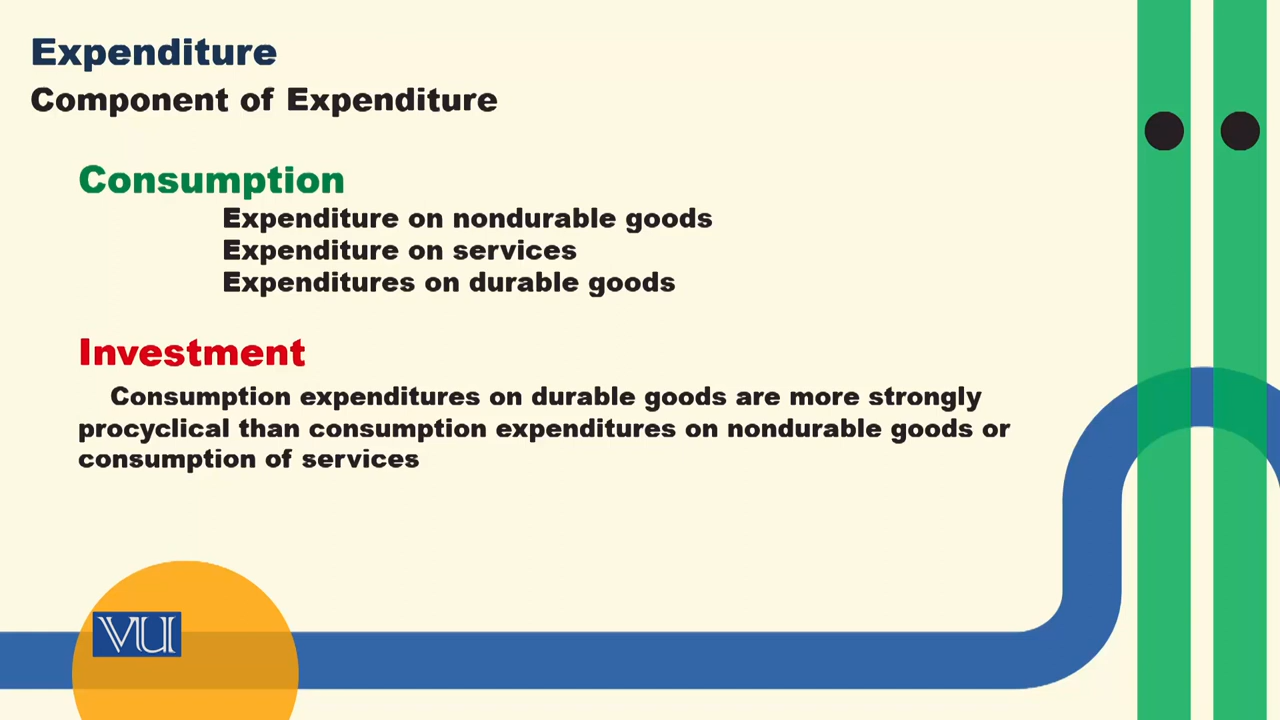 Expenditure
Component of Expenditure
Consumption
Expenditure on nondurable goods
Expenditure on services
Expenditures on durable goods
Investment
Consumption expenditures on durable goods are more strongly
procyclical than consumption expenditures on nondurable goods or
consumption of services
VU